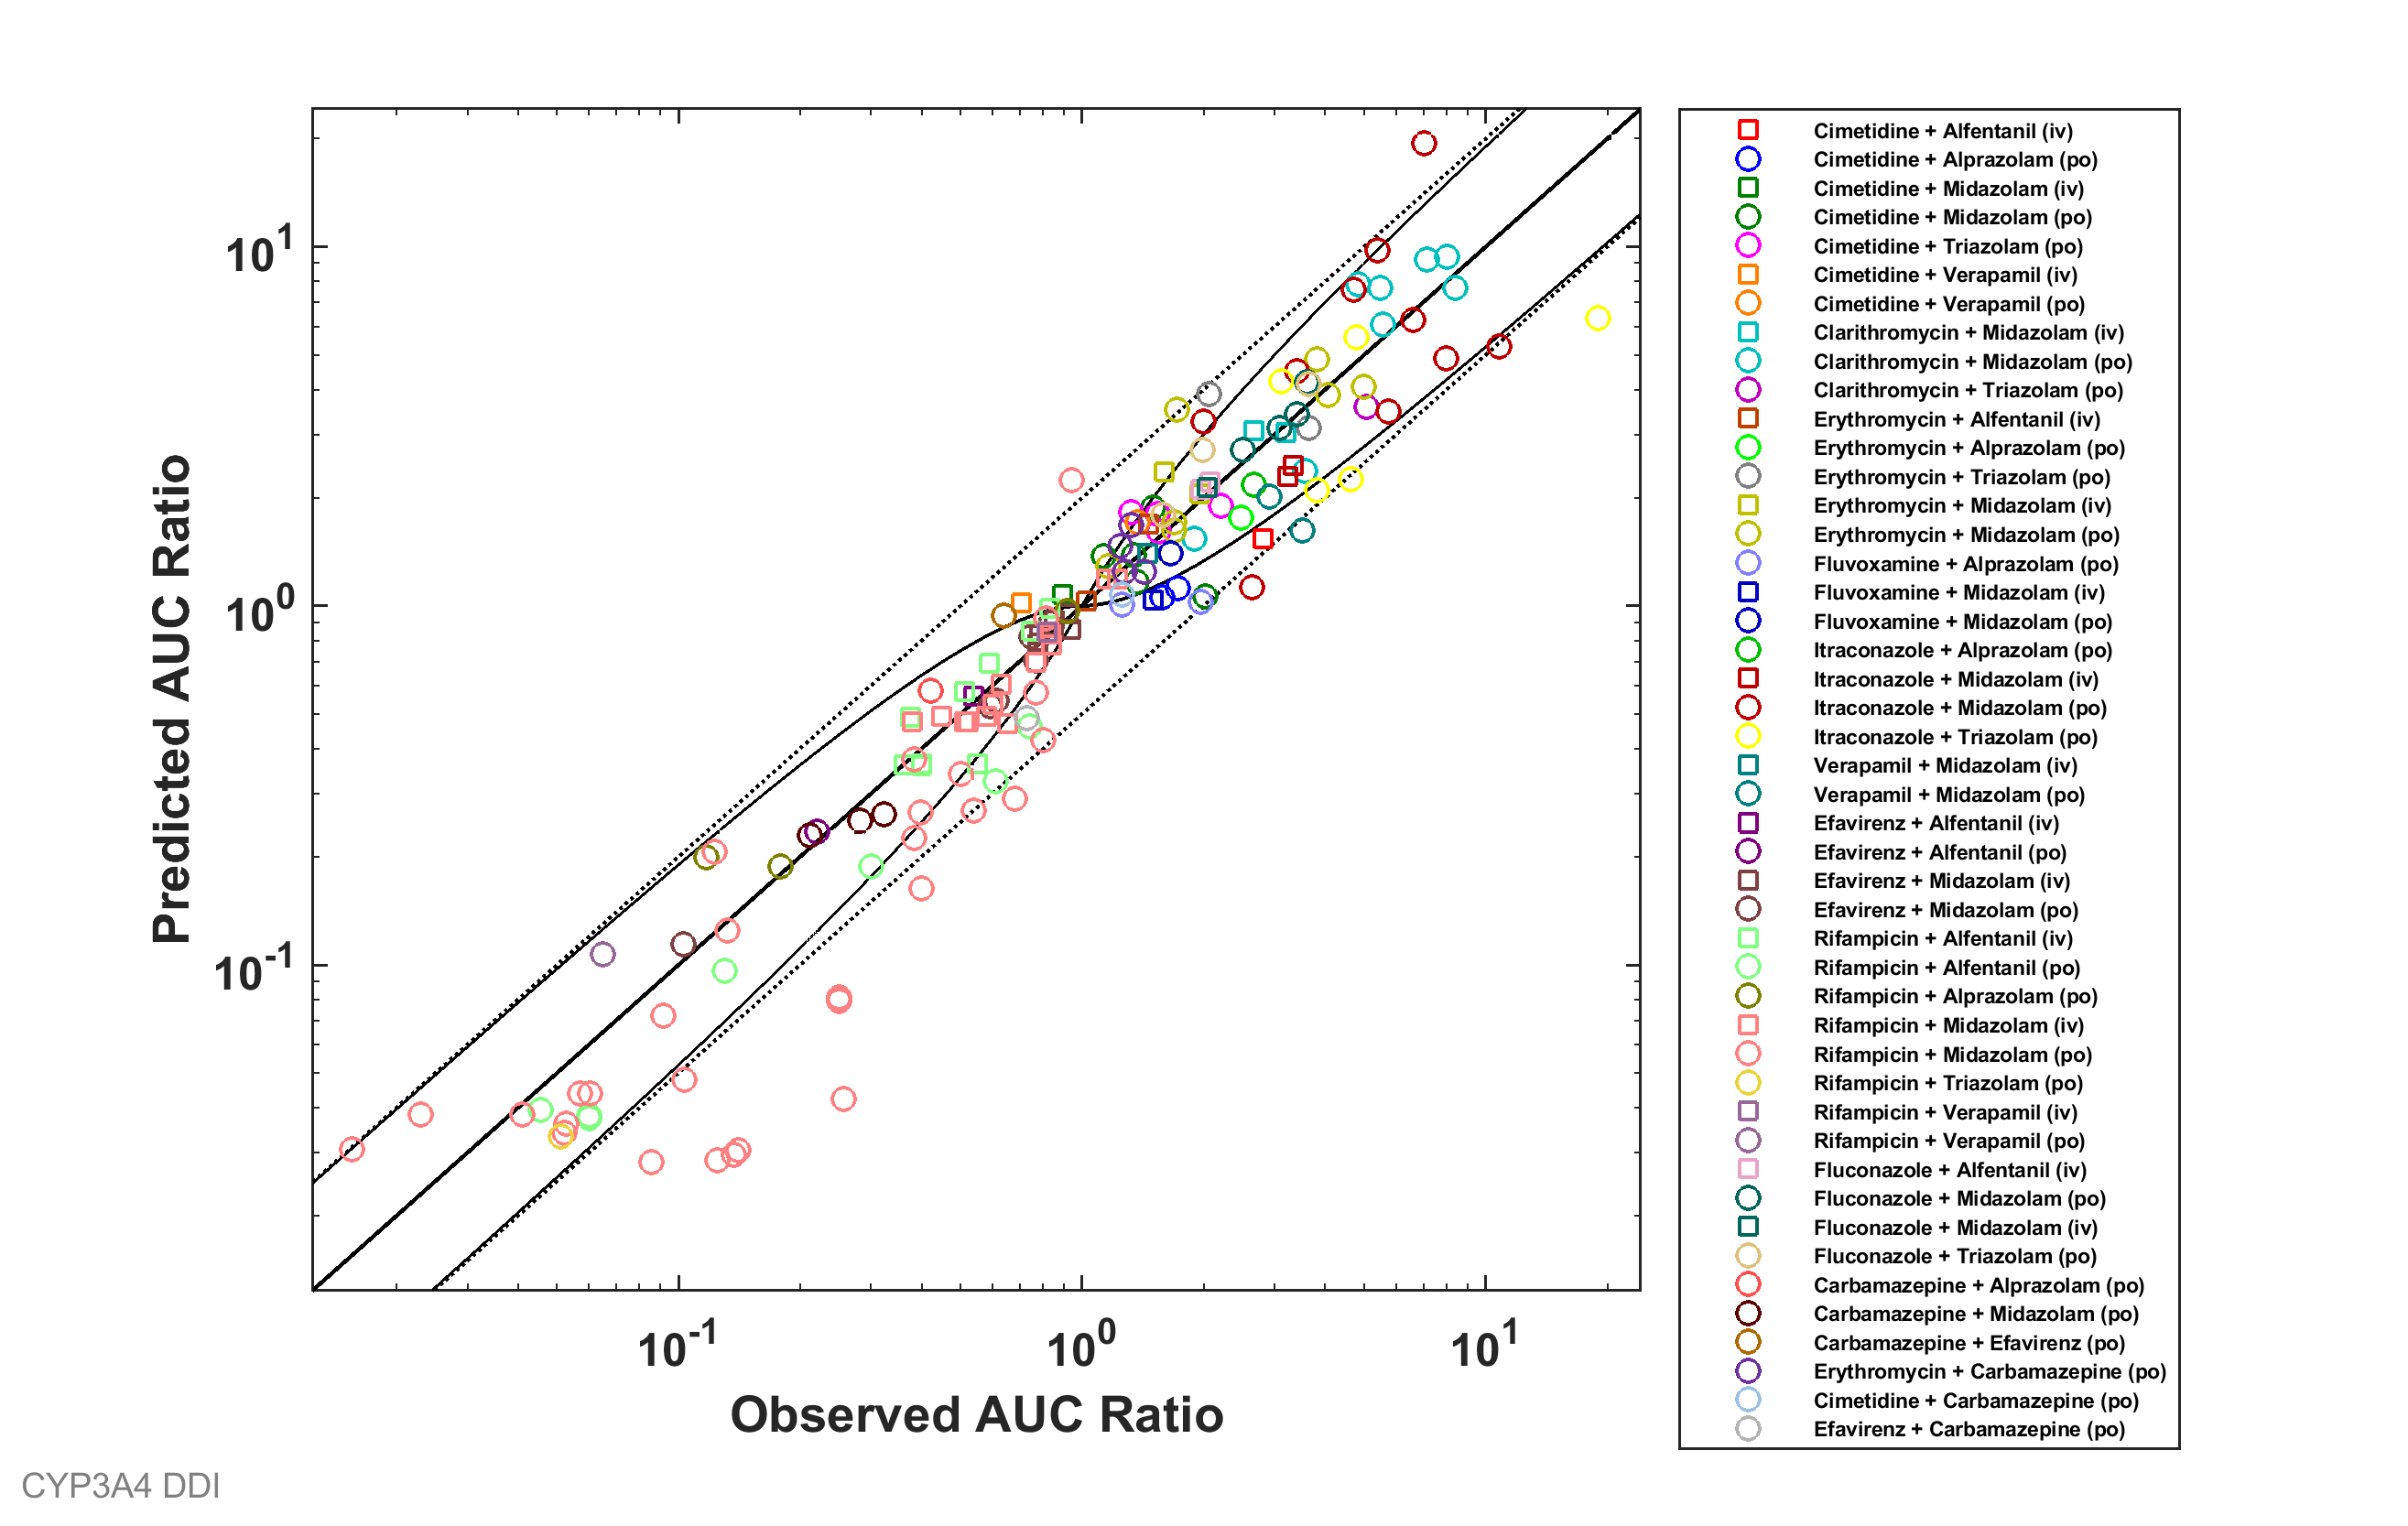 Predicted AUC Ratio
10^1
10^0
10^-1
10^-1
10^0
10^1
Observed AUC Ratio
Cimetidine + Alfentanil (iv)
Cimetidine + Alprazolam (po)
Cimetidine + Midazolam (iv)
Cimetidine + Midazolam (po)
Cimetidine + Triazolam (po)
Cimetidine + Verapamil (iv)
Cimetidine + Verapamil (po)
Clarithromycin + Midazolam (iv)
Clarithromycin + Midazolam (po)
Clarithromycin + Triazolam (po)
Erythromycin + Alfentanil (iv)
Erythromycin + Alprazolam (po)
Erythromycin + Triazolam (po)
Erythromycin + Midazolam (iv)
Erythromycin + Midazolam (po)
Fluvoxamine + Alprazolam (po)
Fluvoxamine + Midazolam (iv)
Fluvoxamine + Midazolam (po)
Itraconazole + Alprazolam (po)
Itraconazole + Midazolam (iv)
Itraconazole + Midazolam (po)
Itraconazole + Triazolam (po)
Verapamil + Midazolam (iv)
Verapamil + Midazolam (po)
Efavirenz + Alfentanil (iv)
Efavirenz + Alfentanil (po)
Efavirenz + Midazolam (iv)
Efavirenz + Midazolam (po)
Rifampicin + Alfentanil (iv)
Rifampicin + Alfentanil (po)
Rifampicin + Alprazolam (po)
Rifampicin + Midazolam (iv)
Rifampicin + Midazolam (po)
Rifampicin + Triazolam (po)
Rifampicin + Verapamil (iv)
Rifampicin + Verapamil (po)
Fluconazole + Alfentanil (iv)
Fluconazole + Midazolam (po)
Fluconazole + Midazolam (iv)
Fluconazole + Triazolam (po)
Carbamazepine + Alprazolam (po)
Carbamazepine + Midazolam (po)
Carbamazepine + Efavirenz (po)
Erythromycin + Carbamazepine (po)
Cimetidine + Carbamazepine (po)
Efavirenz + Carbamazepine (po)
CYP3A4 DDI